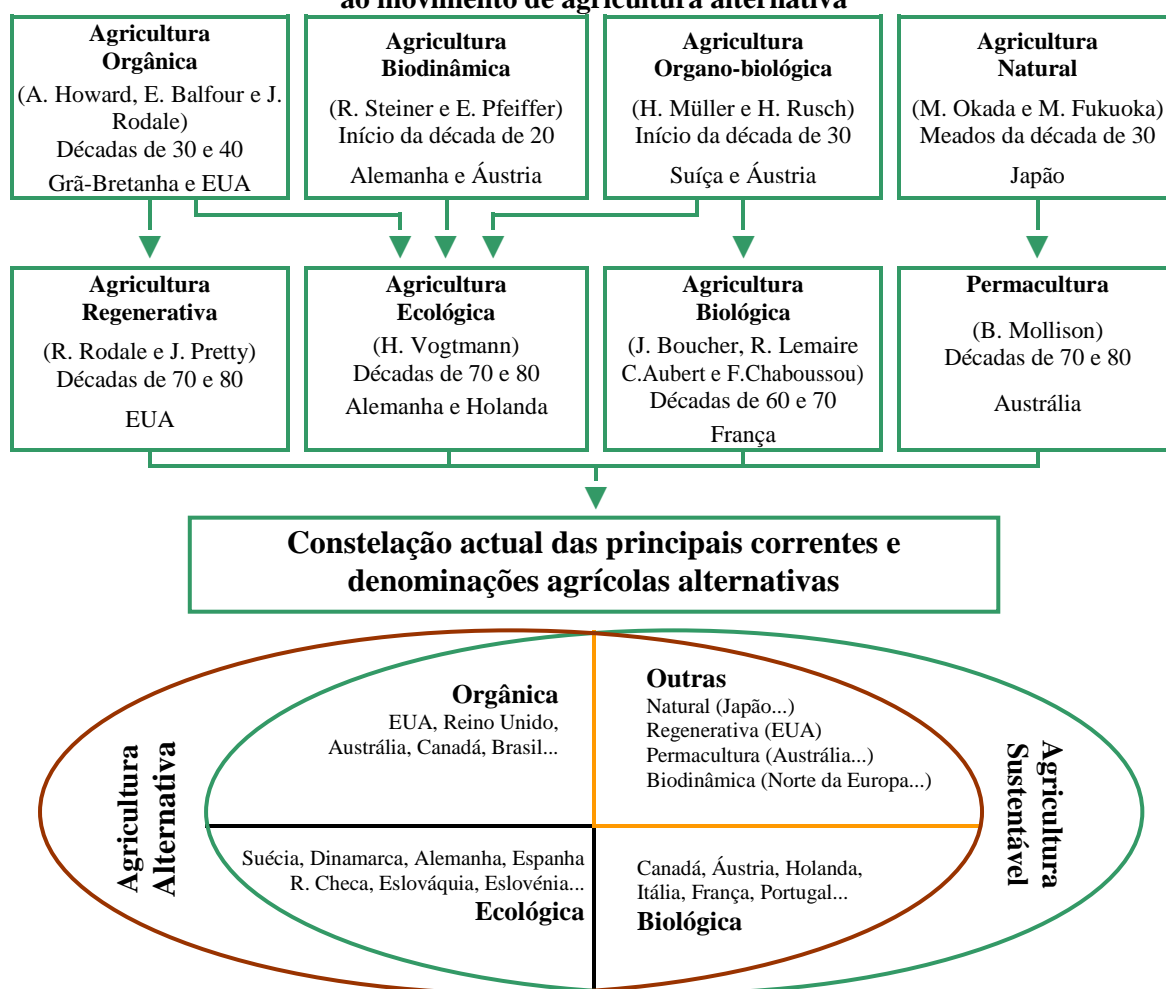 ao movimento de agricultura alternativa
Agricultura
Orgânica
(A. Howard, E. Balfour e J.
Rodale)
Décadas de 30 e 40
Grã-Bretanha e EUA
Agricultura
Biodinâmica
(R. Steiner e E. Pfeiffer)
Início da década de 20
Alemanha e Áustria
Agricultura
Organo-biológica
(H. Müller e H. Rusch)
Início da década de 30
Suíça e Áustria
Agricultura
Natural
(M. Okada e M. Fukuoka)
Meados da década de 30
Japão
Agricultura
Regenerativa
(R. Rodale e J. Pretty)
Décadas de 70 e 80
EUA
Agricultura
Ecológica
(H. Vogtmann)
Décadas de 70 e 80
Alemanha e Holanda
Agricultura
Biológica
(J. Boucher, R. Lemaire
C.Aubert e F.Chaboussou)
Décadas de 60 e 70
França
Permacultura
(B. Mollison)
Décadas de 70 e 80
Austrália
Constelação actual das principais correntes e
denominações agrícolas alternativas
Agricultura
Alternativa
Orgânica
EUA, Reino Unido,
Austrália, Canadá, Brasil...
Outras
Natural (Japão...)
Regenerativa (EUA)
Permacultura (Austrália...)
Biodinâmica (Norte da Europa...)
Agricultura
Sustentável
Suécia, Dinamarca, Alemanha, Espanha
R. Checa, Eslováquia, Eslovénia...
Ecológica
Canadá, Áustria, Holanda,
Itália, França, Portugal...
Biológica